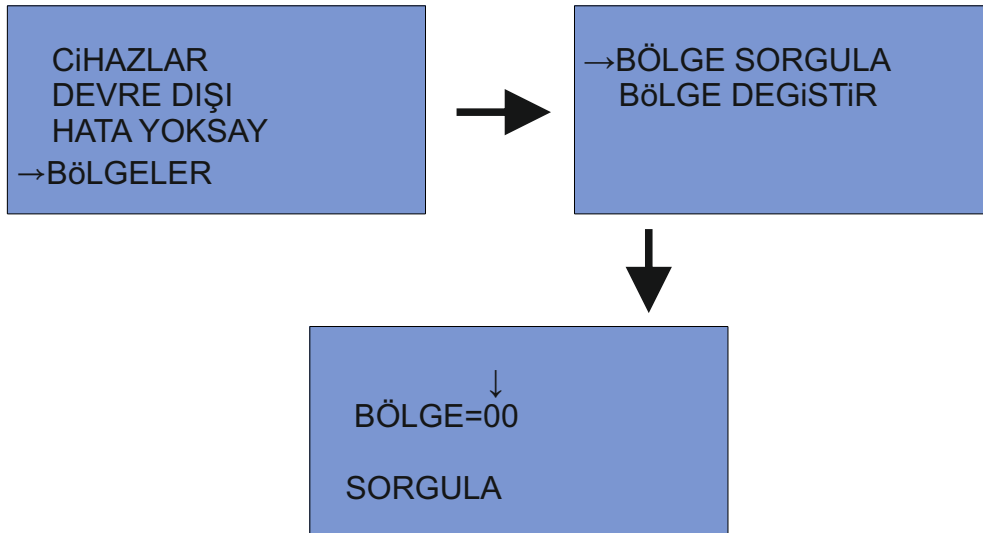 CiHAZLAR
DEVRE DIŞI
HATA YOKSAY
→BöLGELER
→BÖLGE SORGULA
BöLGE DEGiSTiR
↓
BÖLGE=00
SORGULA